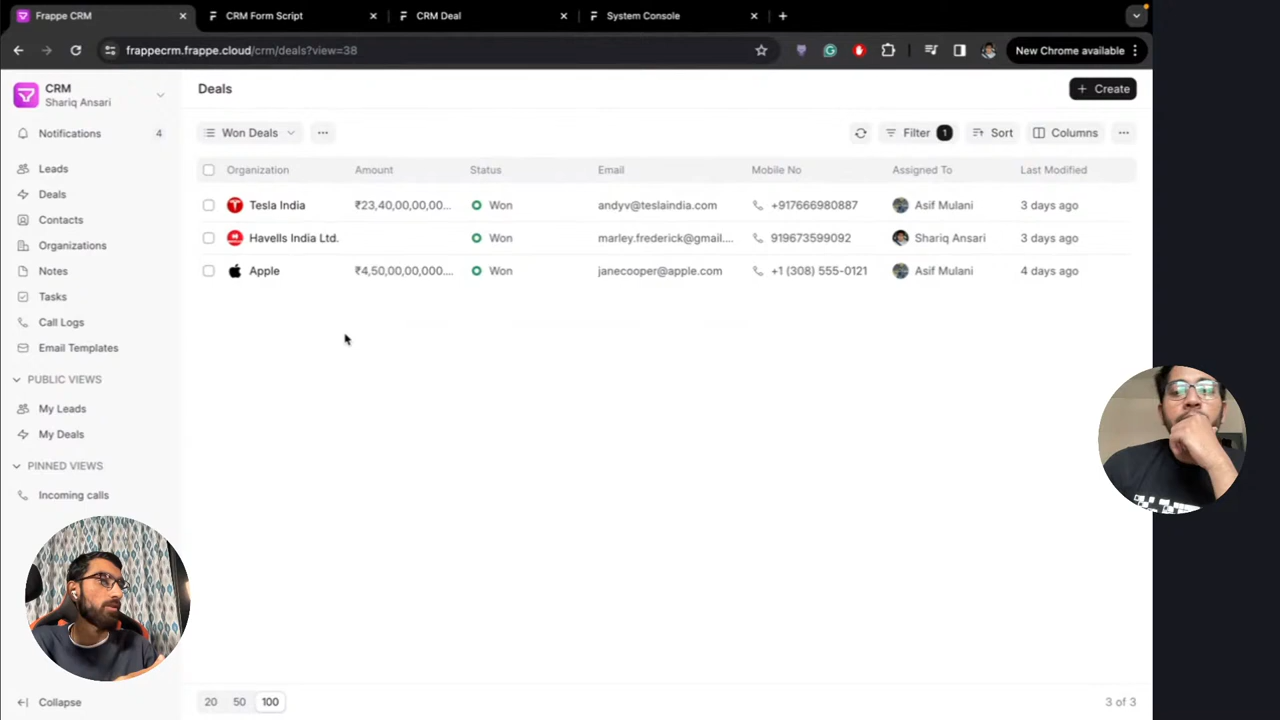 Frappe CRM
CRM Form Script
CRM Deal
System Console
frappecrm.frappe.cloud/crm/deals?view=38
New Chrome available
CRM
Shariq Ansari
Notifications 4
Leads
Deals
Contacts
Organizations
Notes
Tasks
Call Logs
Email Templates
PUBLIC VIEWS
My Leads
My Deals
PINNED VIEWS
Incoming calls
Collapse
Deals
Create
Won Deals
Filter 1
Sort
Columns
Organization Amount Status Email Mobile No Assigned To Last Modified
Tesla India ₹23,40,00,00,00... Won andyv@teslaindia.com +917666980887 Asif Mulani 3 days ago
Havells India Ltd. Won marley.frederick@gmail.... 919673599092 Shariq Ansari 3 days ago
Apple ₹4,50,00,00,000.... Won janecooper@apple.com +1 (308) 555-0121 Asif Mulani 4 days ago
20 50 100
3 of 3